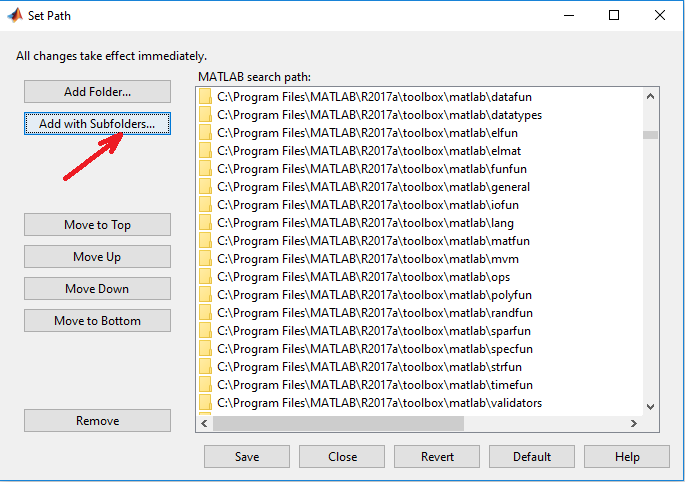 Set Path
All changes take effect immediately.
Add Folder...
Add with Subfolders...
Move to Top
Move Up
Move Down
Move to Bottom
Remove
MATLAB search path:
C:\Program Files\MATLAB\R2017a\toolbox\matlab\datafun
C:\Program Files\MATLAB\R2017a\toolbox\matlab\datatypes
C:\Program Files\MATLAB\R2017a\toolbox\matlab\elfun
C:\Program Files\MATLAB\R2017a\toolbox\matlab\elmat
C:\Program Files\MATLAB\R2017a\toolbox\matlab\funfun
C:\Program Files\MATLAB\R2017a\toolbox\matlab\general
C:\Program Files\MATLAB\R2017a\toolbox\matlab\iofun
C:\Program Files\MATLAB\R2017a\toolbox\matlab\lang
C:\Program Files\MATLAB\R2017a\toolbox\matlab\matfun
C:\Program Files\MATLAB\R2017a\toolbox\matlab\mvm
C:\Program Files\MATLAB\R2017a\toolbox\matlab\ops
C:\Program Files\MATLAB\R2017a\toolbox\matlab\polyfun
C:\Program Files\MATLAB\R2017a\toolbox\matlab\randfun
C:\Program Files\MATLAB\R2017a\toolbox\matlab\sparfun
C:\Program Files\MATLAB\R2017a\toolbox\matlab\specfun
C:\Program Files\MATLAB\R2017a\toolbox\matlab\strfun
C:\Program Files\MATLAB\R2017a\toolbox\matlab\timefun
C:\Program Files\MATLAB\R2017a\toolbox\matlab\validators
Save
Close
Revert
Default
Help